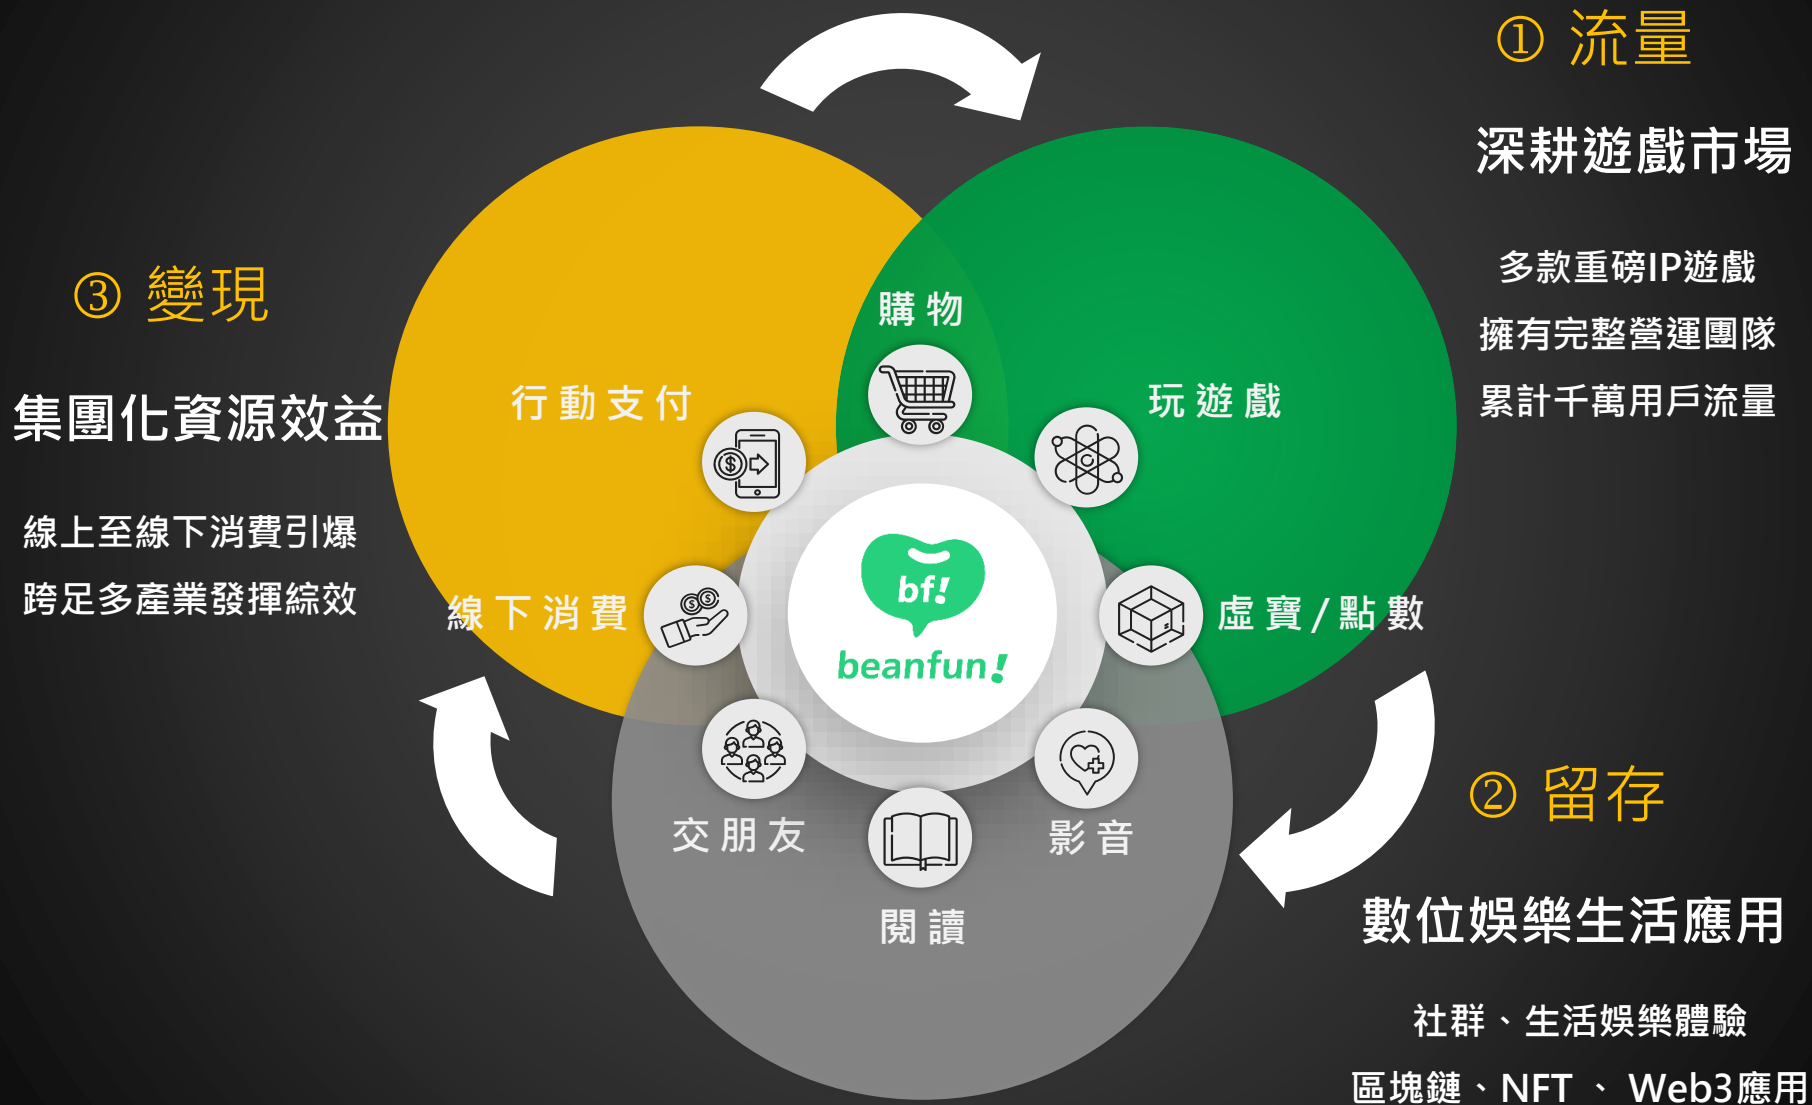 ① 流量
深耕遊戲市場
多款重磅IP遊戲
擁有完整營運團隊
累計千萬用戶流量
③ 變現
集團化資源效益
線上至線下消費引爆
跨足多產業發揮綜效
購物
行動支付
玩遊戲
線下消費
虛寶/點數
bf!
beanfun!
交朋友
影音
閱讀
② 留存
數位娛樂生活應用
社群、生活娛樂體驗
區塊鏈、NFT 、 Web3應用